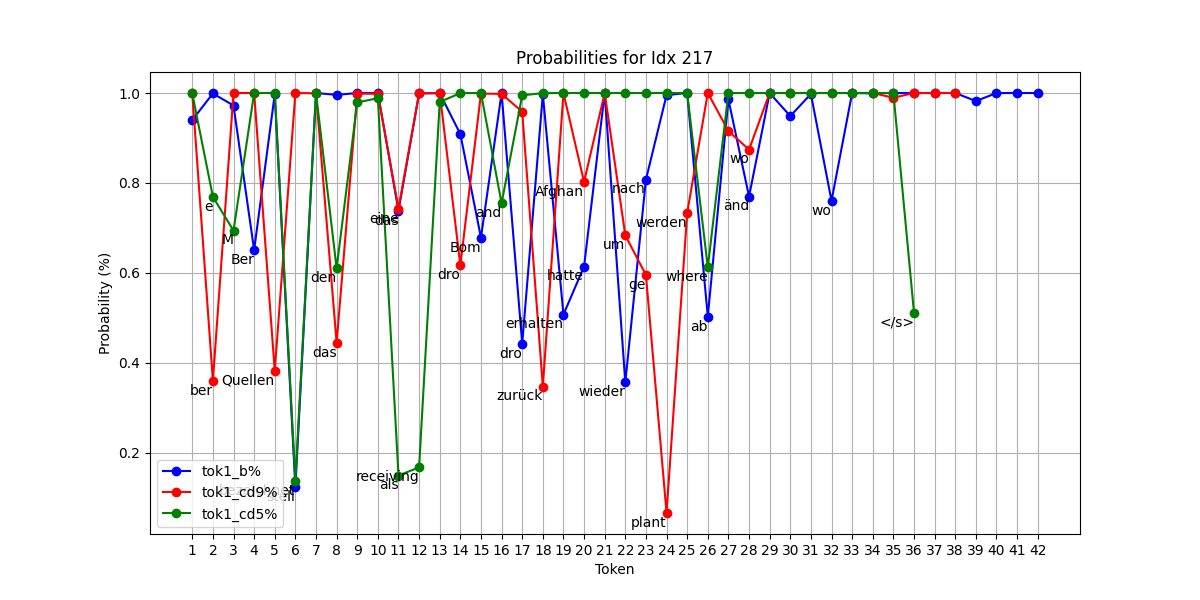 Probabilities for Idx 217
Probability (%)
1.0
0.8
0.6
0.4
0.2
e
M
Ber
ber
Quellen
den
das
das
dro
Bom
and
Afghan
nach
werden
um
ge
hatte
erhalten
dro
zurück
wieder
where
ab
wo
änd
wo
receiving
als
plant
</s>
tok1_b%
tok1_cd9%
tok1_cd5%
1 2 3 4 5 6 7 8 9 10 11 12 13 14 15 16 17 18 19 20 21 22 23 24 25 26 27 28 29 30 31 32 33 34 35 36 37 38 39 40 41 42
Token